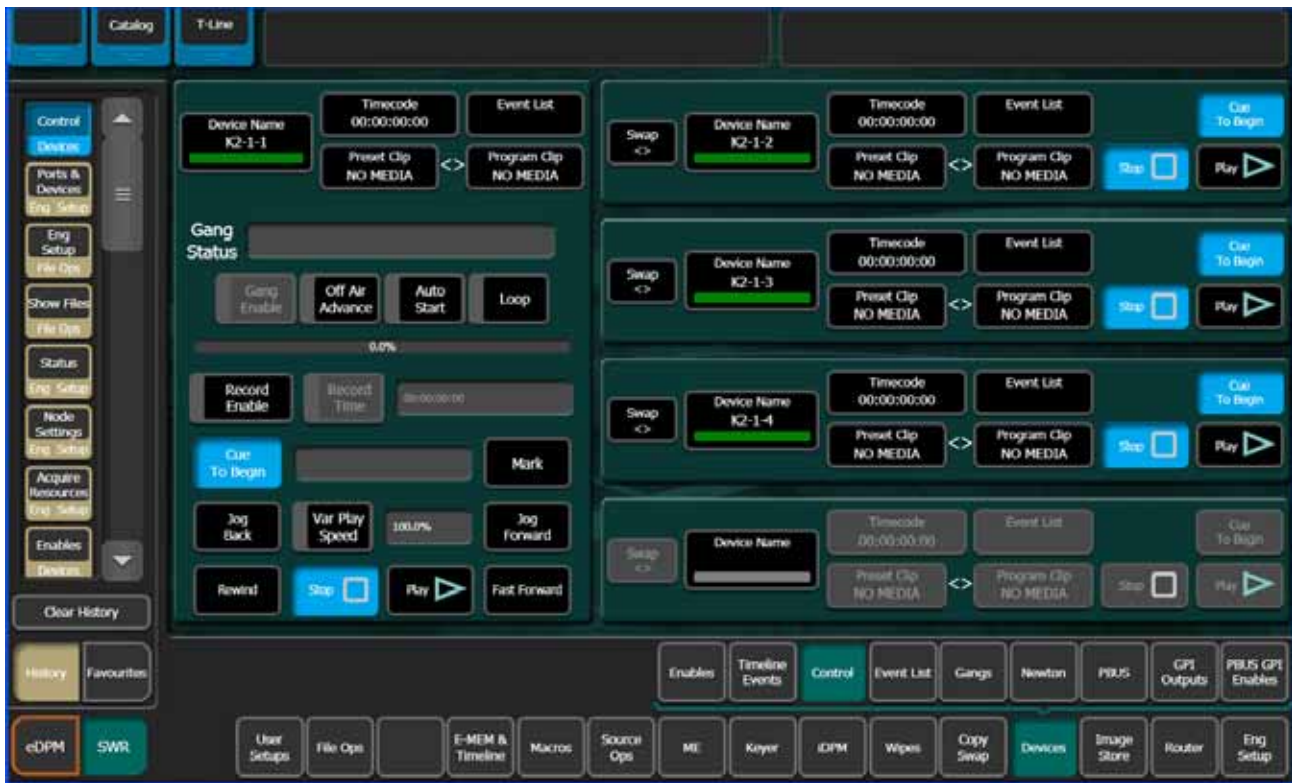 Catalog
T-Line
Control
Devices
Ports &
Devices
Eng Setup
Eng
Setup
File Ops
Show Files
File Ops
Status
Eng Setup
Node
Settings
Eng Setup
Acquire
Resources
Eng Setup
Enables
Devices
Clear History
History
Favourites
eDPM
SWR
Device Name
K2-1-1
Timecode
00:00:00:00
Event List
Preset Clip
NO MEDIA
<>
Program Clip
NO MEDIA
Gang
Status
Gang
Enable
Off Air
Advance
Auto
Start
Loop
0.0%
Record
Enable
Record
Time
00:00:00:00
Cue
To Begin
Mark
Jog
Back
Var Play
Speed
100.0%
Jog
Forward
Rewind
Stop
Play
Fast Forward
Swap
<>
Device Name
K2-1-2
Timecode
00:00:00:00
Event List
Cue
To Begin
Preset Clip
NO MEDIA
<>
Program Clip
NO MEDIA
Stop
Play
Swap
<>
Device Name
K2-1-3
Timecode
00:00:00:00
Event List
Cue
To Begin
Preset Clip
NO MEDIA
<>
Program Clip
NO MEDIA
Stop
Play
Swap
<>
Device Name
K2-1-4
Timecode
00:00:00:00
Event List
Cue
To Begin
Preset Clip
NO MEDIA
<>
Program Clip
NO MEDIA
Stop
Play
Swap
<>
Device Name
Timecode
00:00:00:00
Event List
Cue
To Begin
Preset Clip
NO MEDIA
<>
Program Clip
NO MEDIA
Stop
Play
Enables
Timeline
Events
Control
Event List
Gangs
Newton
PBUS
GPI
Outputs
PBUS GPI
Enables
User
Setups
File Ops
E-MEM &
Timeline
Macros
Source
Ops
ME
Keyer
iDPM
Wipes
Copy
Swap
Devices
Image
Store
Router
Eng
Setup